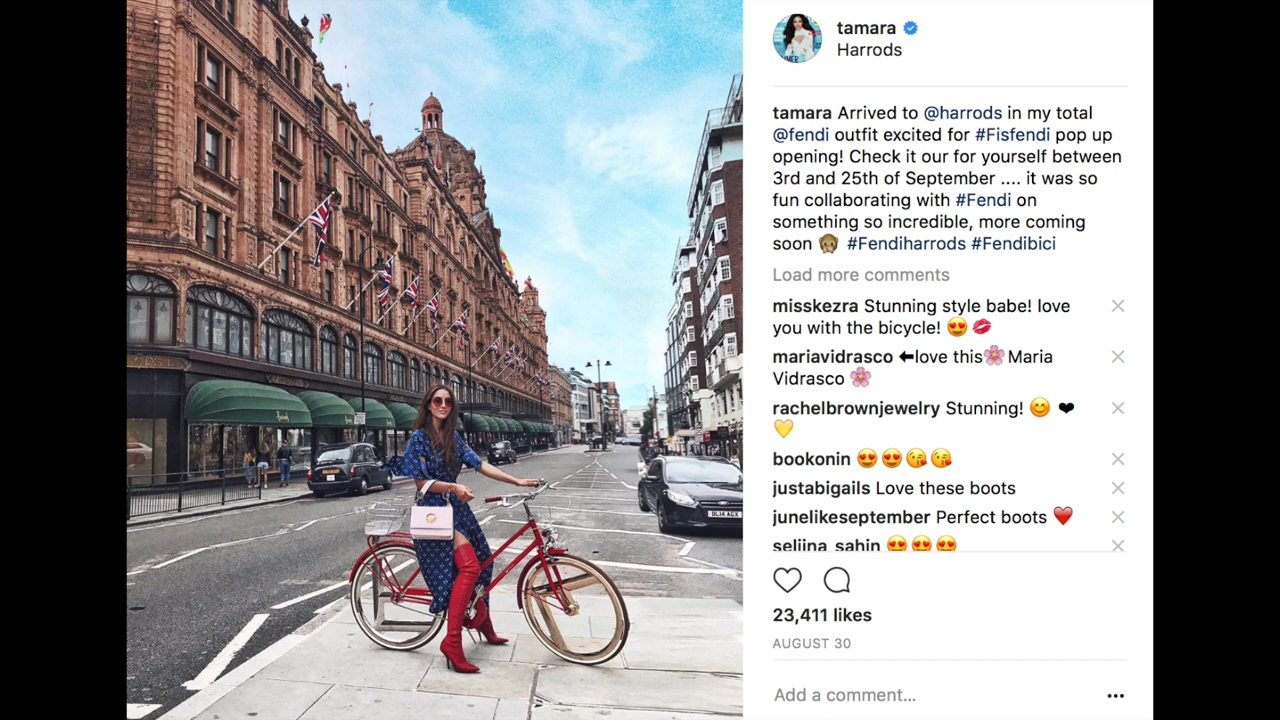 tamara
Harrods
tamara Arrived to @harrods in my total
@fendi outfit excited for #Fisfendi pop up
opening! Check it our for yourself between
3rd and 25th of September .... it was so
fun collaborating with #Fendi on
something so incredible, more coming
soon 🙊 #Fendiharrods #Fendibici
Load more comments
misskezra Stunning style babe! love
you with the bicycle! 😍💋
mariavidrasco ⬅love this🌸Maria
Vidrasco 🌸
rachelbrownjewelry Stunning! 😊 ❤
💛
bookonin 😍😍😘😘
justabigails Love these boots
junelikeseptember Perfect boots ❤️
seliina_sahin 😍😍😍
23,411 likes
AUGUST 30
Add a comment...